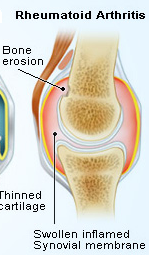 Rheumatoid Arthritis
Bone
erosion
Thinned
cartilage
Swollen inflamed
Synovial membrane